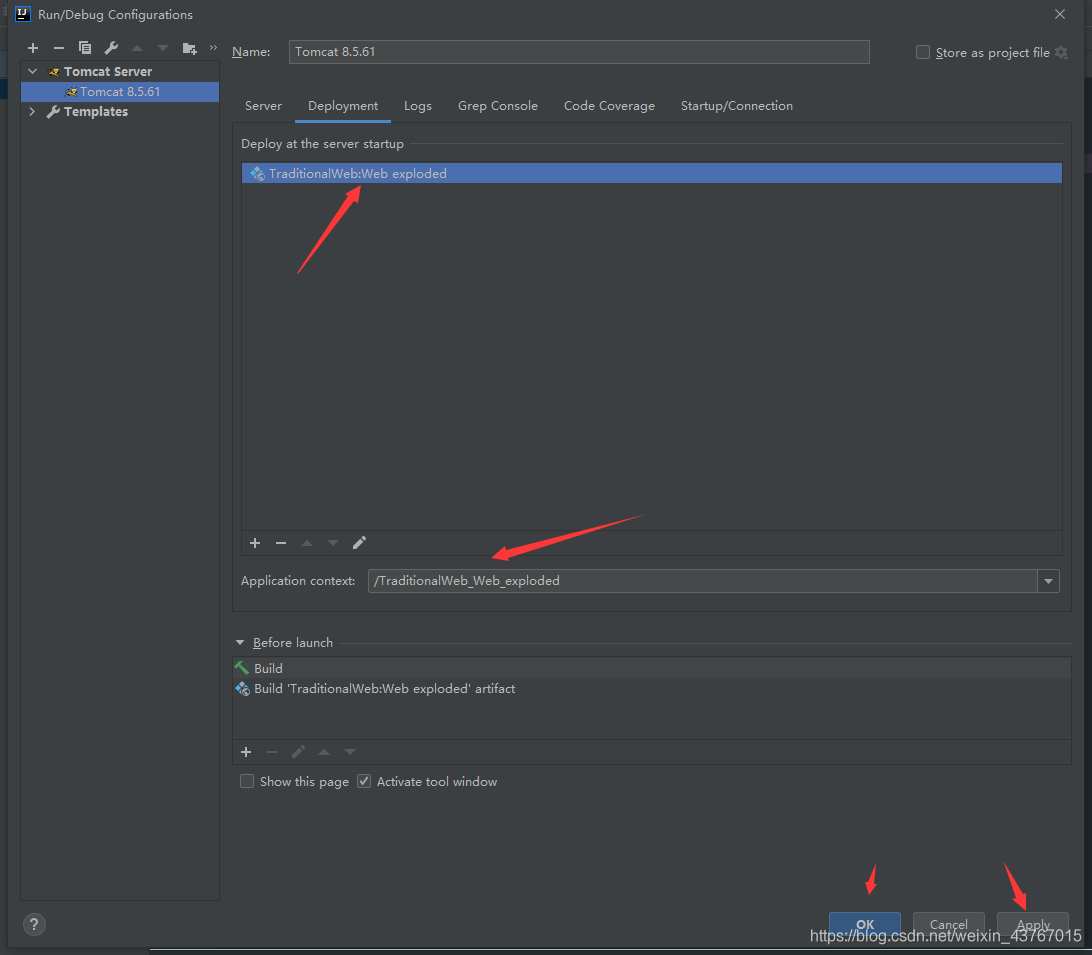 Run/Debug Configurations
Name: Tomcat 8.5.61 Store as project file
Tomcat Server
Tomcat 8.5.61
Templates
Server Deployment Logs Grep Console Code Coverage Startup/Connection
Deploy at the server startup
TraditionalWeb:Web exploded
Application context: /TraditionalWeb_Web_exploded
Before launch
Build
Build 'TraditionalWeb:Web exploded' artifact
Show this page Activate tool window
? OK Cancel Apply
https://blog.csdn.net/weixin_43767015